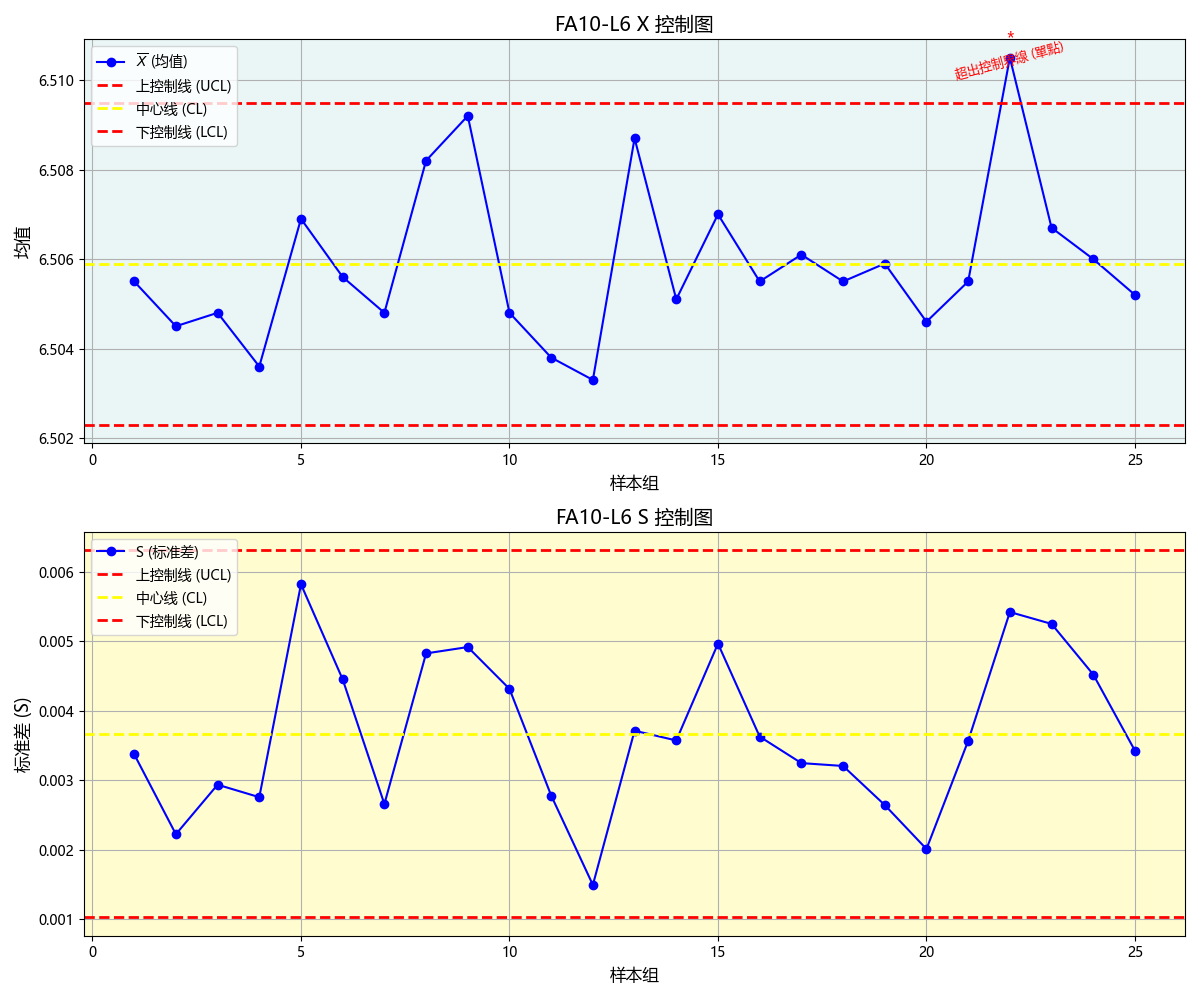 FA10-L6 X 控制图
*
超出控制界線 (單點)
X̅ (均值)
上控制线 (UCL)
中心线 (CL)
下控制线 (LCL)
均值
6.510
6.508
6.506
6.504
6.502
0 5 10 15 20 25
样本组
FA10-L6 S 控制图
S (标准差)
上控制线 (UCL)
中心线 (CL)
下控制线 (LCL)
标准差 (S)
0.006
0.005
0.004
0.003
0.002
0.001
0 5 10 15 20 25
样本组